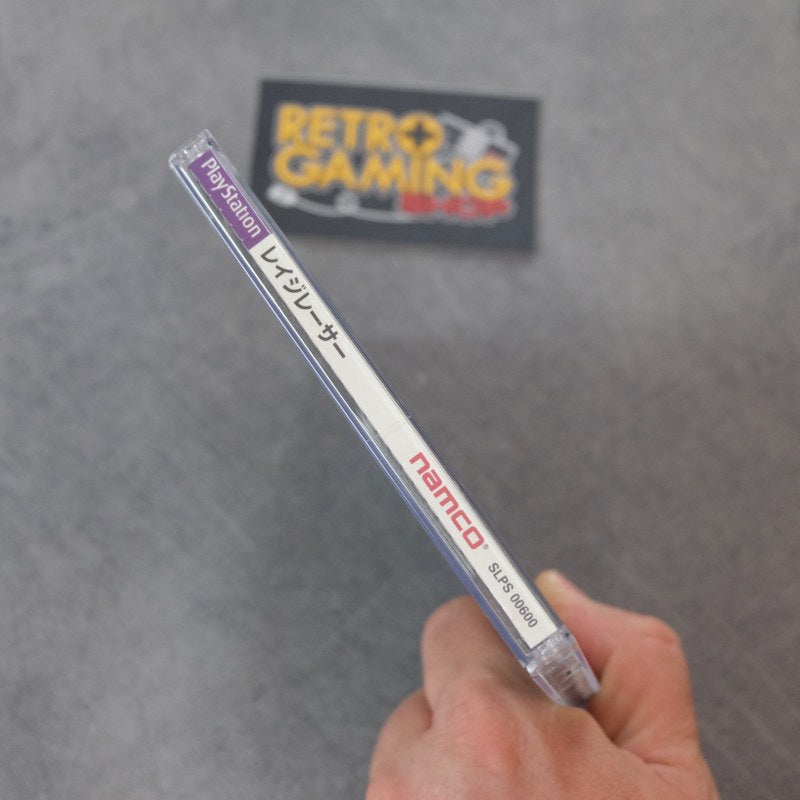 RETRO
GAMING
SHOP
PlayStation
レイジレーサー
namco®
SLPS 00600